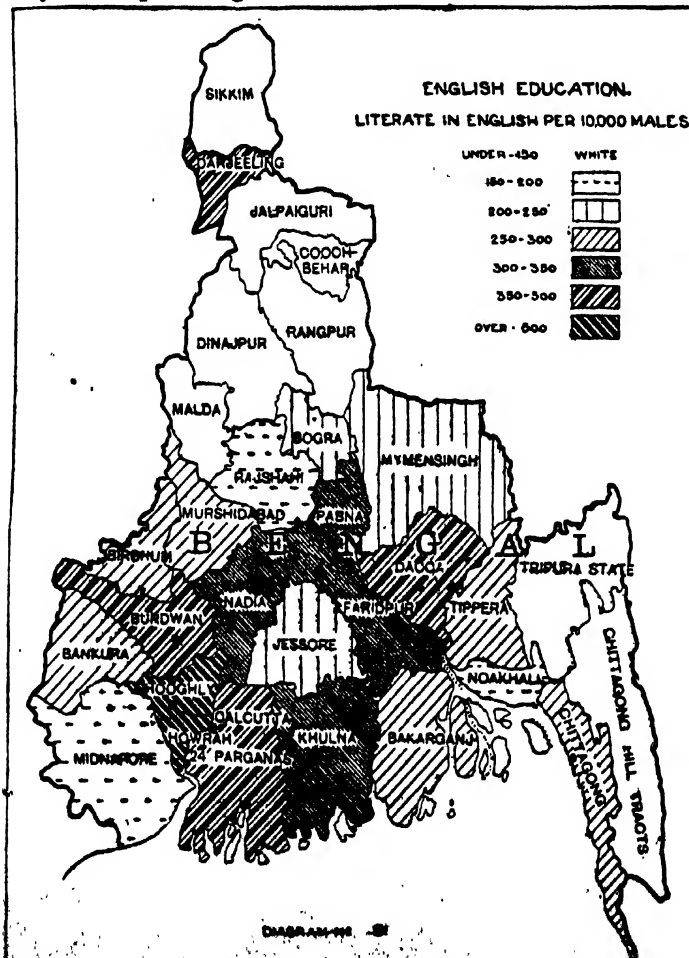 ENGLISH EDUCATION.
LITERATE IN ENGLISH PER 10,000 MALES
UNDER-150 WHITE
150-200
200-250
250-300
300-350
350-500
OVER-500
SIKKIM
DARJEELING
JALPAIGURI
COOCH
BEHAR
DINAJPUR
RANGPUR
MALDA
BOGRA
RAJSHAHI
MYMENSINGH
MURSHIDABAD
PABNA
BENGAL
BIRBHUM
DACCA
TRIPURA STATE
NADIA
FARIDPUR
TIPPERA
BURDWAN
JESSORE
BANKURA
NOAKHALI
HOOGHLY
CALCUTTA
KHULNA
BAKARGANJ
HOWRAH
24 PARGANAS
MIDNAPORE
CHITTAGONG
CHITTAGONG HILL TRACTS
DIAGRAM